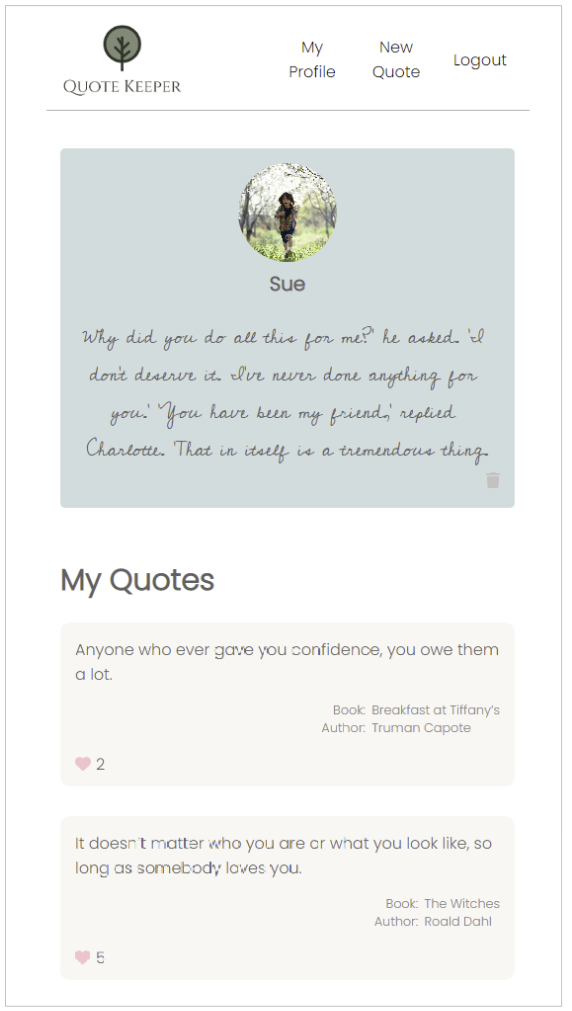 QUOTE KEEPER
My
Profile
New
Quote
Logout
Sue
Why did you do all this for me?' he asked. 'I
don't deserve it. I've never done anything for
you.' 'You have been my friend,' replied
Charlotte. 'That in itself is a tremendous thing.
My Quotes
Anyone who ever gave you confidence, you owe them
a lot.
Book: Breakfast at Tiffany's
Author: Truman Capote
2
It doesn't matter who you are or what you look like, so
long as somebody loves you.
Book: The Witches
Author: Roald Dahl
5